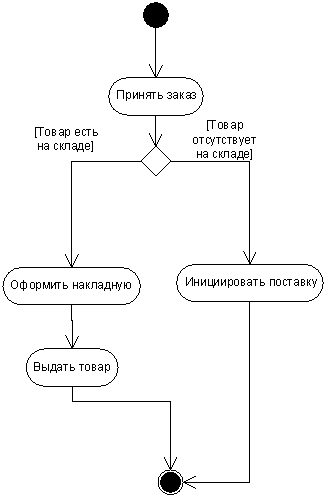 Принять заказ
[Товар есть
на складе]
[Товар
отсутствует
на складе]
Оформить накладную
Инициировать поставку
Выдать товар